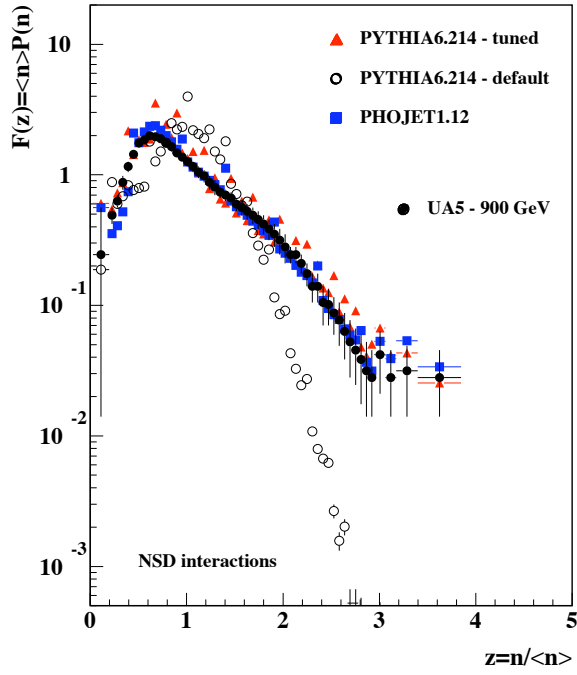 F(z)=<n>P(n)
10
1
10 -1
10 -2
10 -3
PYTHIA6.214 - tuned
PYTHIA6.214 - default
PHOJET1.12
UA5 - 900 GeV
NSD interactions
0 1 2 3 4 5
z=n/<n>